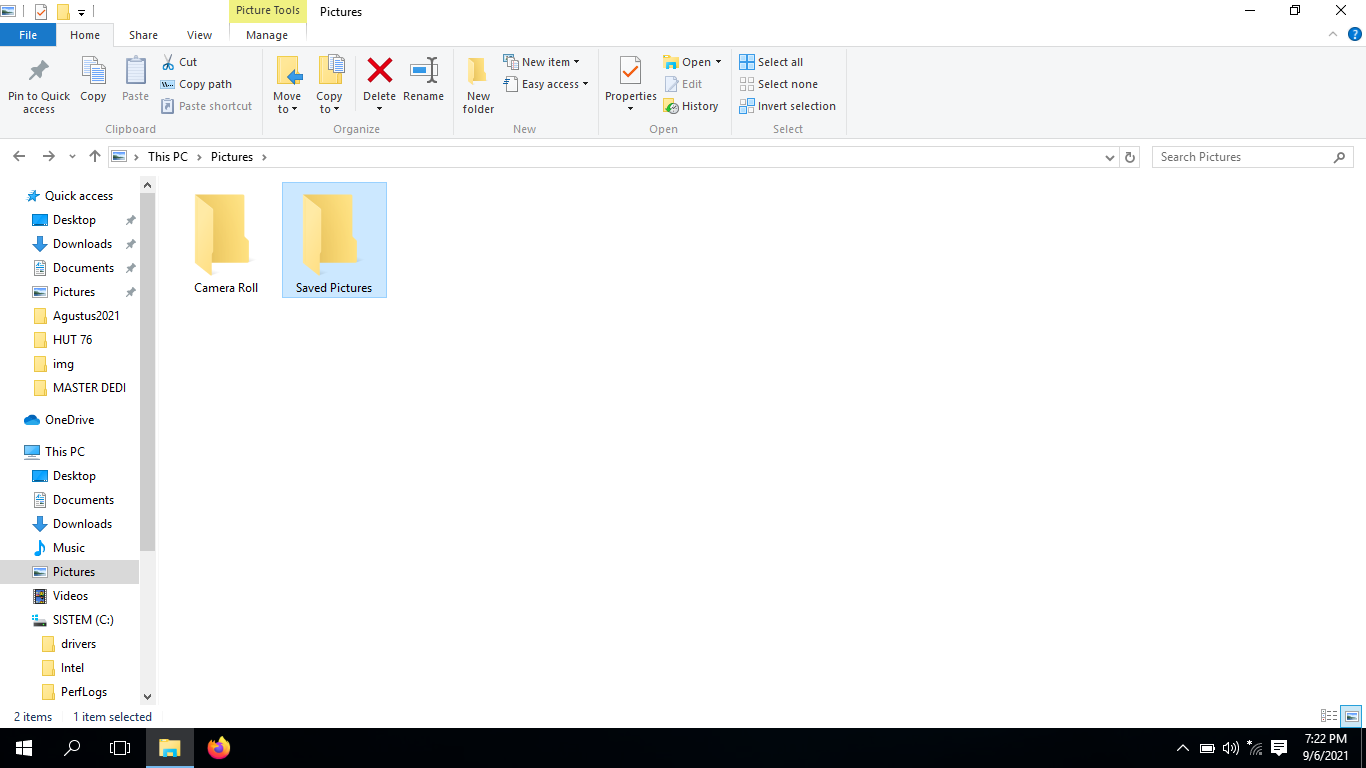 Picture Tools
Pictures
File
Home
Share
View
Manage
Pin to Quick access
Copy
Paste
Cut
Copy path
Paste shortcut
Clipboard
Move to
Copy to
Delete
Rename
Organize
New folder
New item
Easy access
New
Properties
Open
Edit
History
Open
Select all
Select none
Invert selection
Select
This PC
Pictures
Search Pictures
Quick access
Desktop
Downloads
Documents
Pictures
Agustus2021
HUT 76
img
MASTER DEDI
OneDrive
This PC
Desktop
Documents
Downloads
Music
Pictures
Videos
SISTEM (C:)
drivers
Intel
PerfLogs
Camera Roll
Saved Pictures
2 items
1 item selected
7:22 PM
9/6/2021